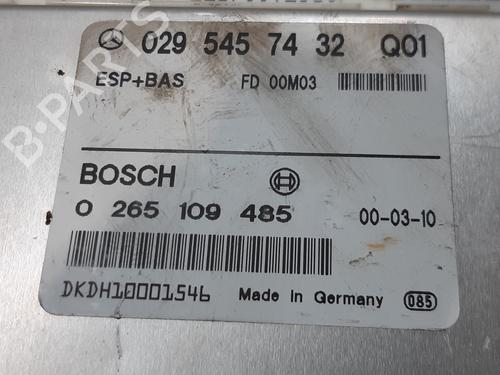 029 545 74 32 Q01
ESP+BAS FD 00M03
BOSCH
0 265 109 485 00-03-10
DKDH10001546 Made in Germany 085
B-PARTS